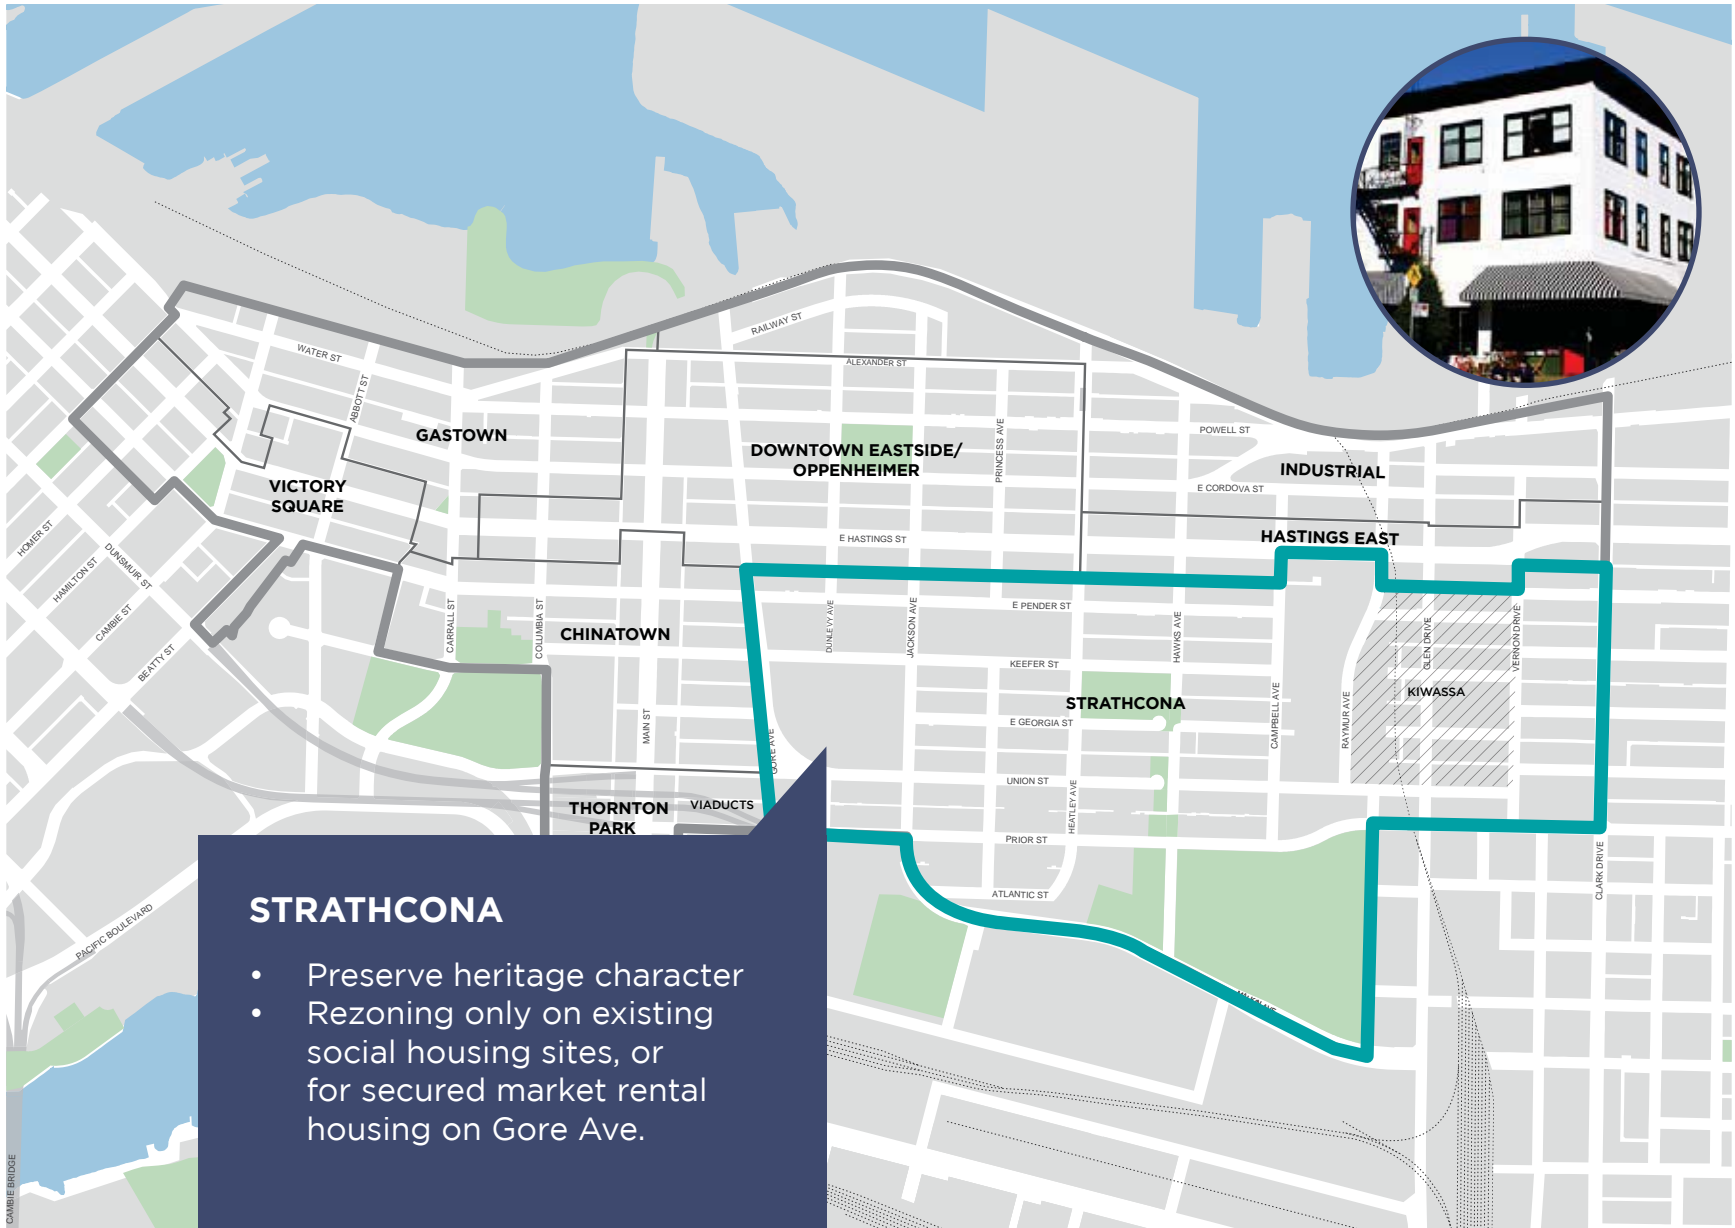 RAILWAY ST
WATER ST
ALEXANDER ST
ABBOTT ST
PRINCESS AVE
GASTOWN
POWELL ST
DOWNTOWN EASTSIDE/
OPPENHEIMER
INDUSTRIAL
VICTORY
SQUARE
E CORDOVA ST
HOMER ST
DUNSMUIR ST
E HASTINGS ST
HASTINGS EAST
HAMILTON ST
CAMBIE ST
BEATTY ST
CARRALL ST
COLUMBIA ST
CHINATOWN
DUNLEVY AVE
JACKSON AVE
E PENDER ST
HAWKS AVE
GLEN DRIVE
VERNON DRIVE
KEEFER ST
STRATHCONA
KIWASSA
MAIN ST
GORE AVE
E GEORGIA ST
CAMPBELL AVE
RAYMUR AVE
UNION ST
HEATLEY AVE
THORNTON
PARK
VIADUCTS
PRIOR ST
CLARK DRIVE
ATLANTIC ST
PACIFIC BOULEVARD
CAMBIE BRIDGE
STRATHCONA
• Preserve heritage character
• Rezoning only on existing
social housing sites, or
for secured market rental
housing on Gore Ave.